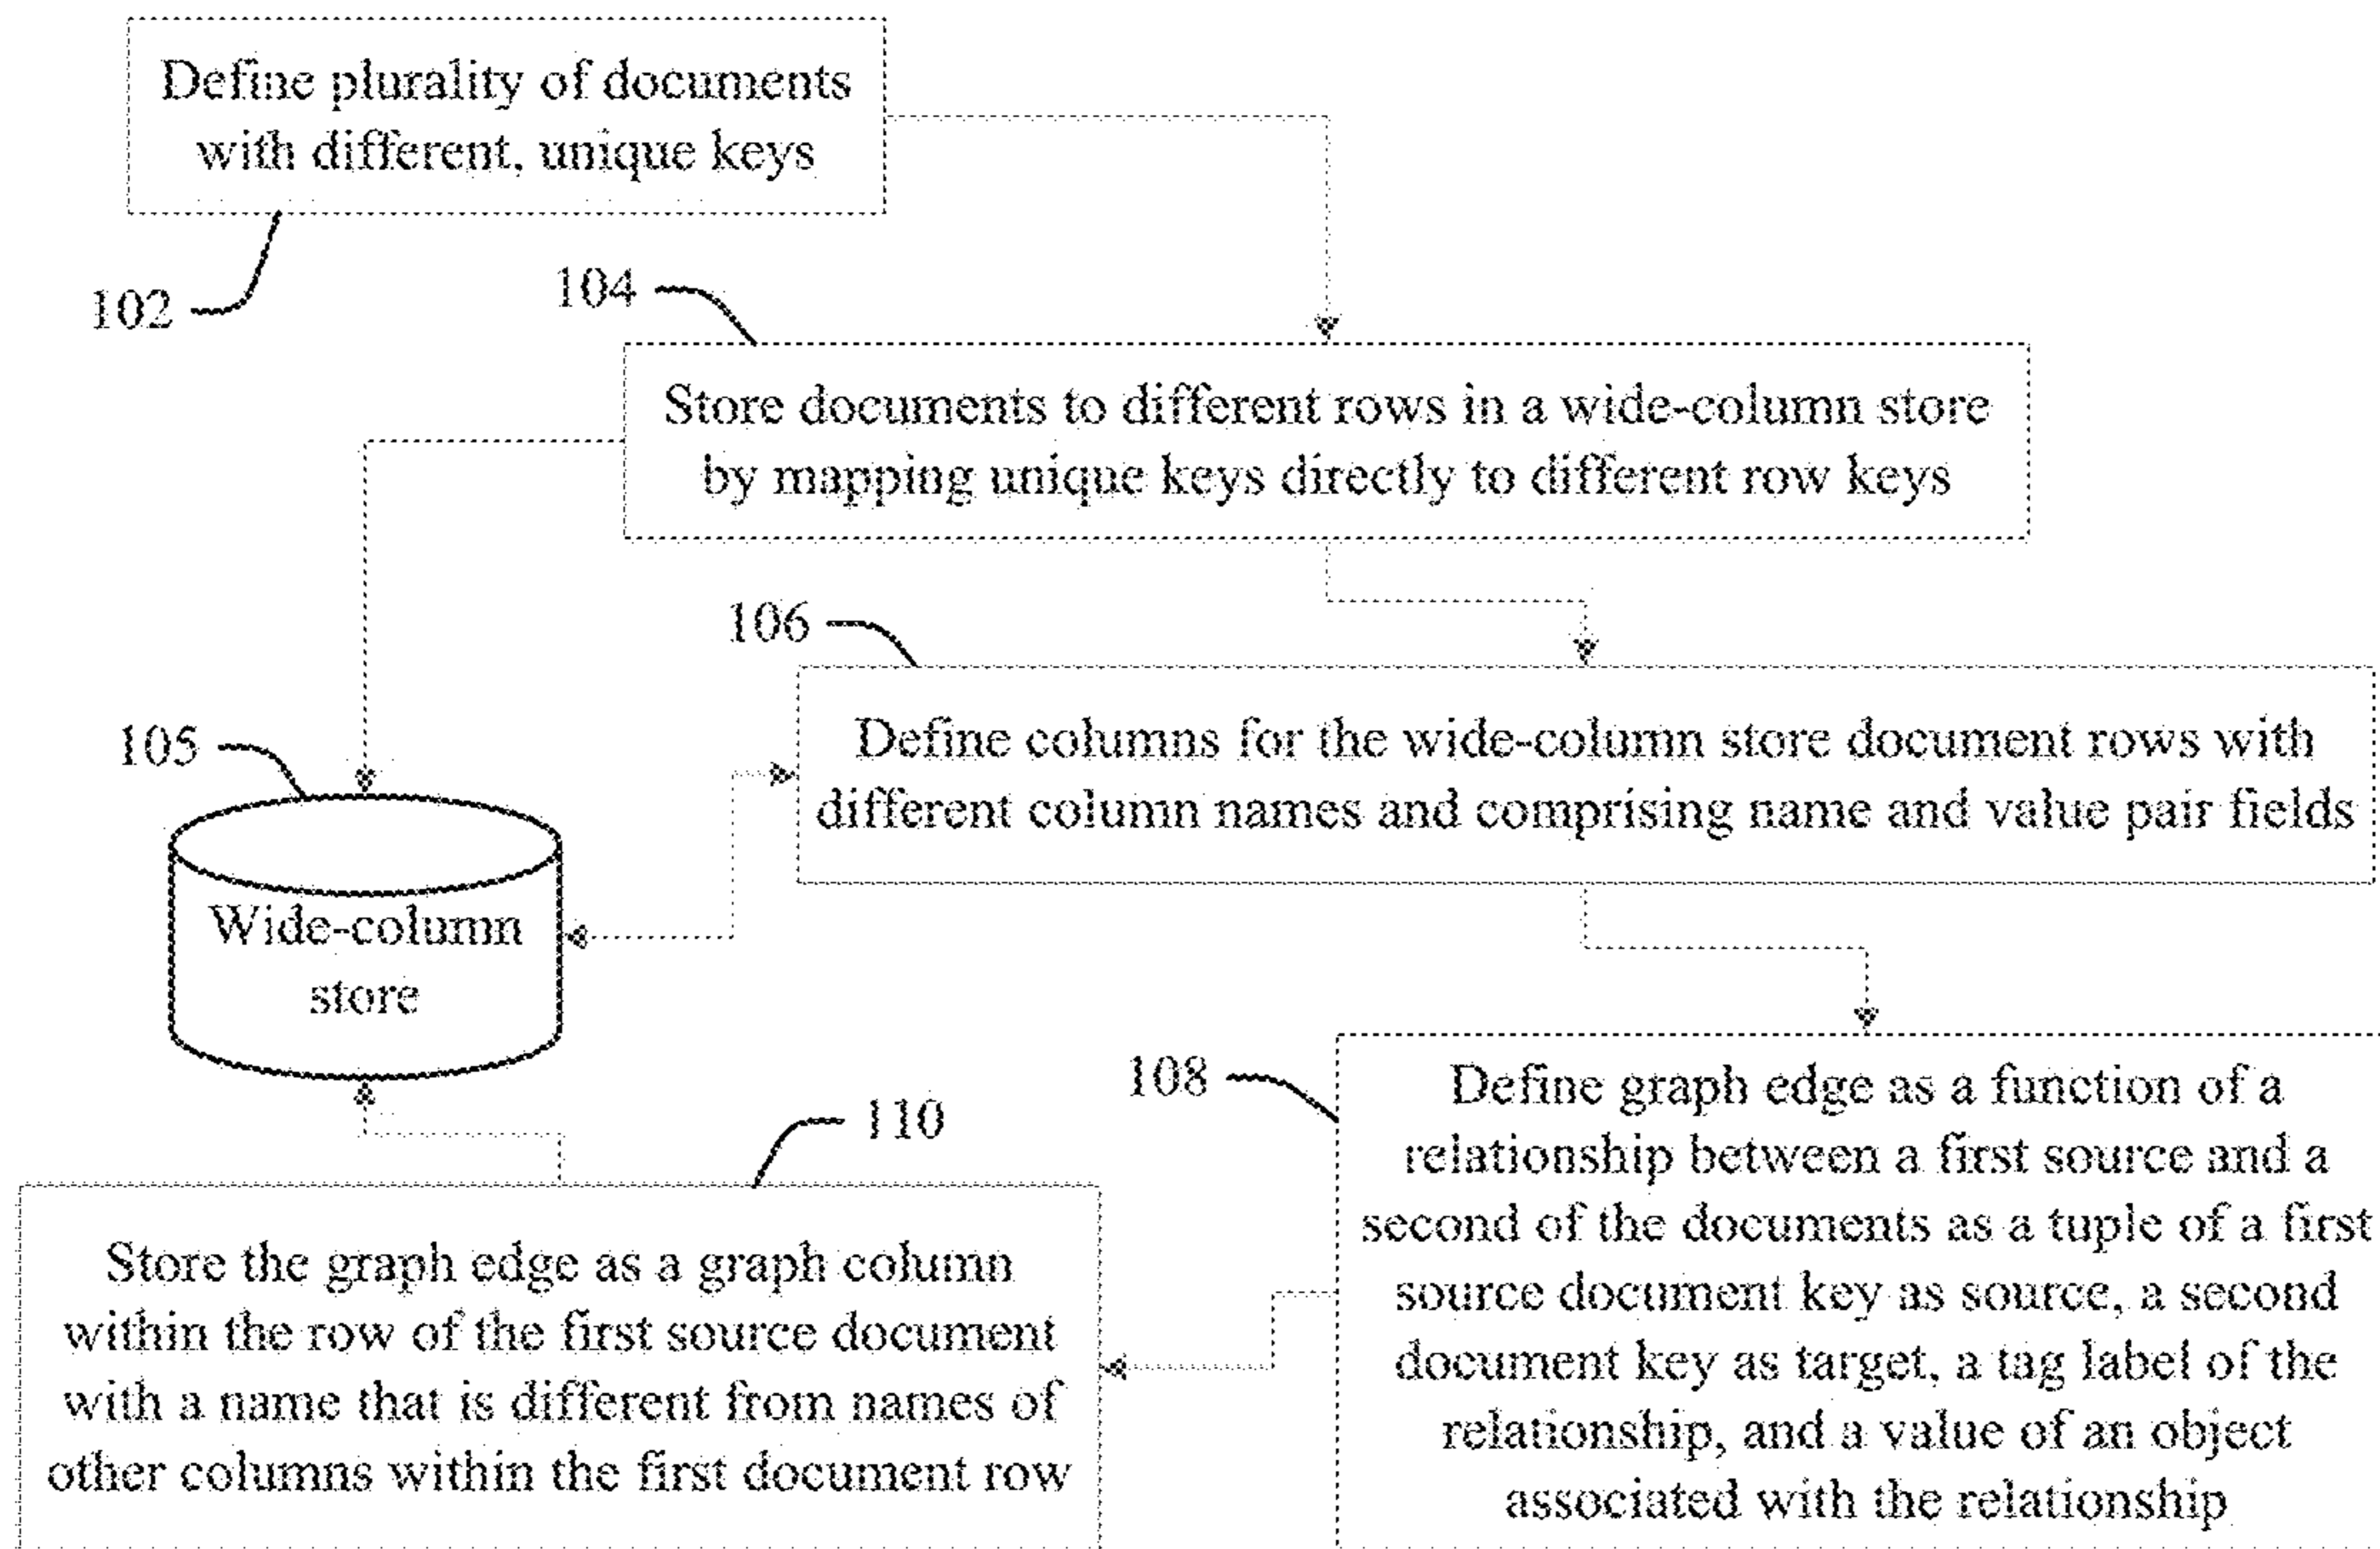 Define plurality of documents
with different, unique keys
102
104
Store documents to different rows in a wide-column store
by mapping unique keys directly to different row keys
106
Define columns for the wide-column store document rows with
different column names and comprising name and value pair fields
105
Wide-column
store
108
Define graph edge as a function of a
relationship between a first source and a
second of the documents as a tuple of a first
source document key as source, a second
document key as target, a tag label of the
relationship, and a value of an object
associated with the relationship
110
Store the graph edge as a graph column
within the row of the first source document
with a name that is different from names of
other columns within the first document row